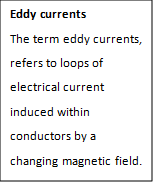 Eddy currents
The term eddy currents,
refers to loops of
electrical current
induced within
conductors by a
changing magnetic field.